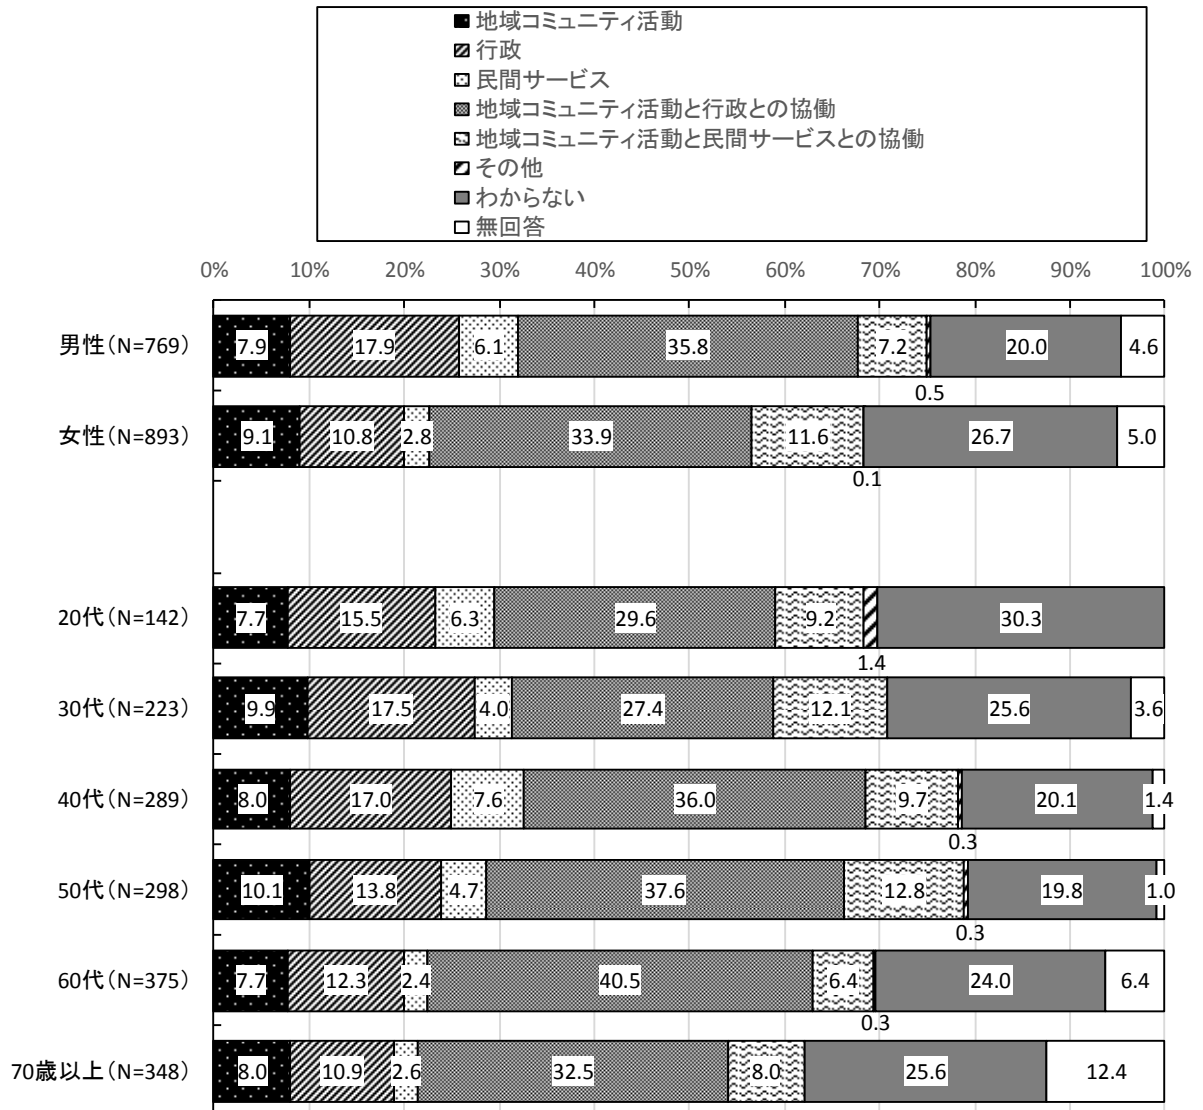 地域コミュニティ活動
行政
民間サービス
地域コミュニティ活動と行政との協働
地域コミュニティ活動と民間サービスとの協働
その他
わからない
無回答
0% 10% 20% 30% 40% 50% 60% 70% 80% 90% 100%
男性(N=769) 7.9 17.9 6.1 35.8 7.2 20.0 4.6
0.5
女性(N=893) 9.1 10.8 2.8 33.9 11.6 26.7 5.0
0.1
20代(N=142) 7.7 15.5 6.3 29.6 9.2 30.3
1.4
30代(N=223) 9.9 17.5 4.0 27.4 12.1 25.6 3.6
40代(N=289) 8.0 17.0 7.6 36.0 9.7 20.1 1.4
0.3
50代(N=298) 10.1 13.8 4.7 37.6 12.8 19.8 1.0
0.3
60代(N=375) 7.7 12.3 2.4 40.5 6.4 24.0 6.4
0.3
70歳以上(N=348) 8.0 10.9 2.6 32.5 8.0 25.6 12.4